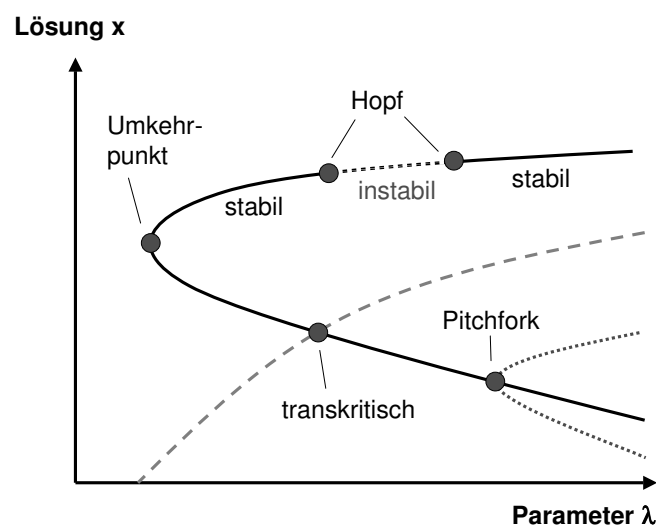 Lösung x
Hopf
Umkehr-
punkt
stabil
instabil
stabil
Pitchfork
transkritisch
Parameter λ